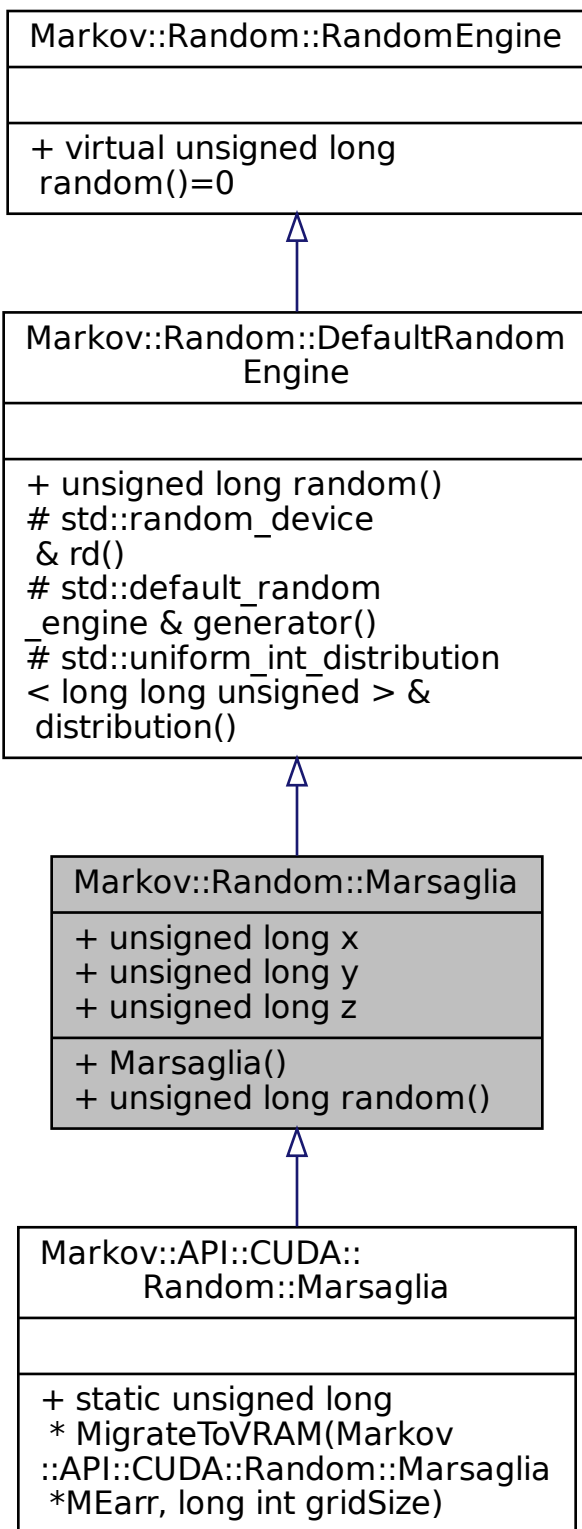 Markov::Random::RandomEngine
+ virtual unsigned long
random()=0
Markov::Random::DefaultRandom
Engine
+ unsigned long random()
# std::random_device
& rd()
# std::default_random
_engine & generator()
# std::uniform_int_distribution
< long long unsigned > &
distribution()
Markov::Random::Marsaglia
+ unsigned long x
+ unsigned long y
+ unsigned long z
+ Marsaglia()
+ unsigned long random()
Markov::API::CUDA::
Random::Marsaglia
+ static unsigned long
* MigrateToVRAM(Markov
::API::CUDA::Random::Marsaglia
*MEarr, long int gridSize)